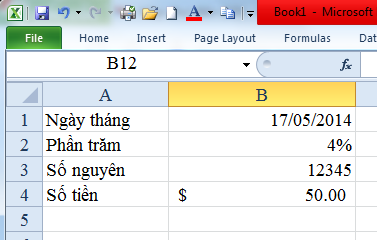 Book1 - Microsoft
File Home Insert Page Layout Formulas
B12 fx
A B
1 Ngày tháng 17/05/2014
2 Phần trăm 4%
3 Số nguyên 12345
4 Số tiền $ 50.00
5